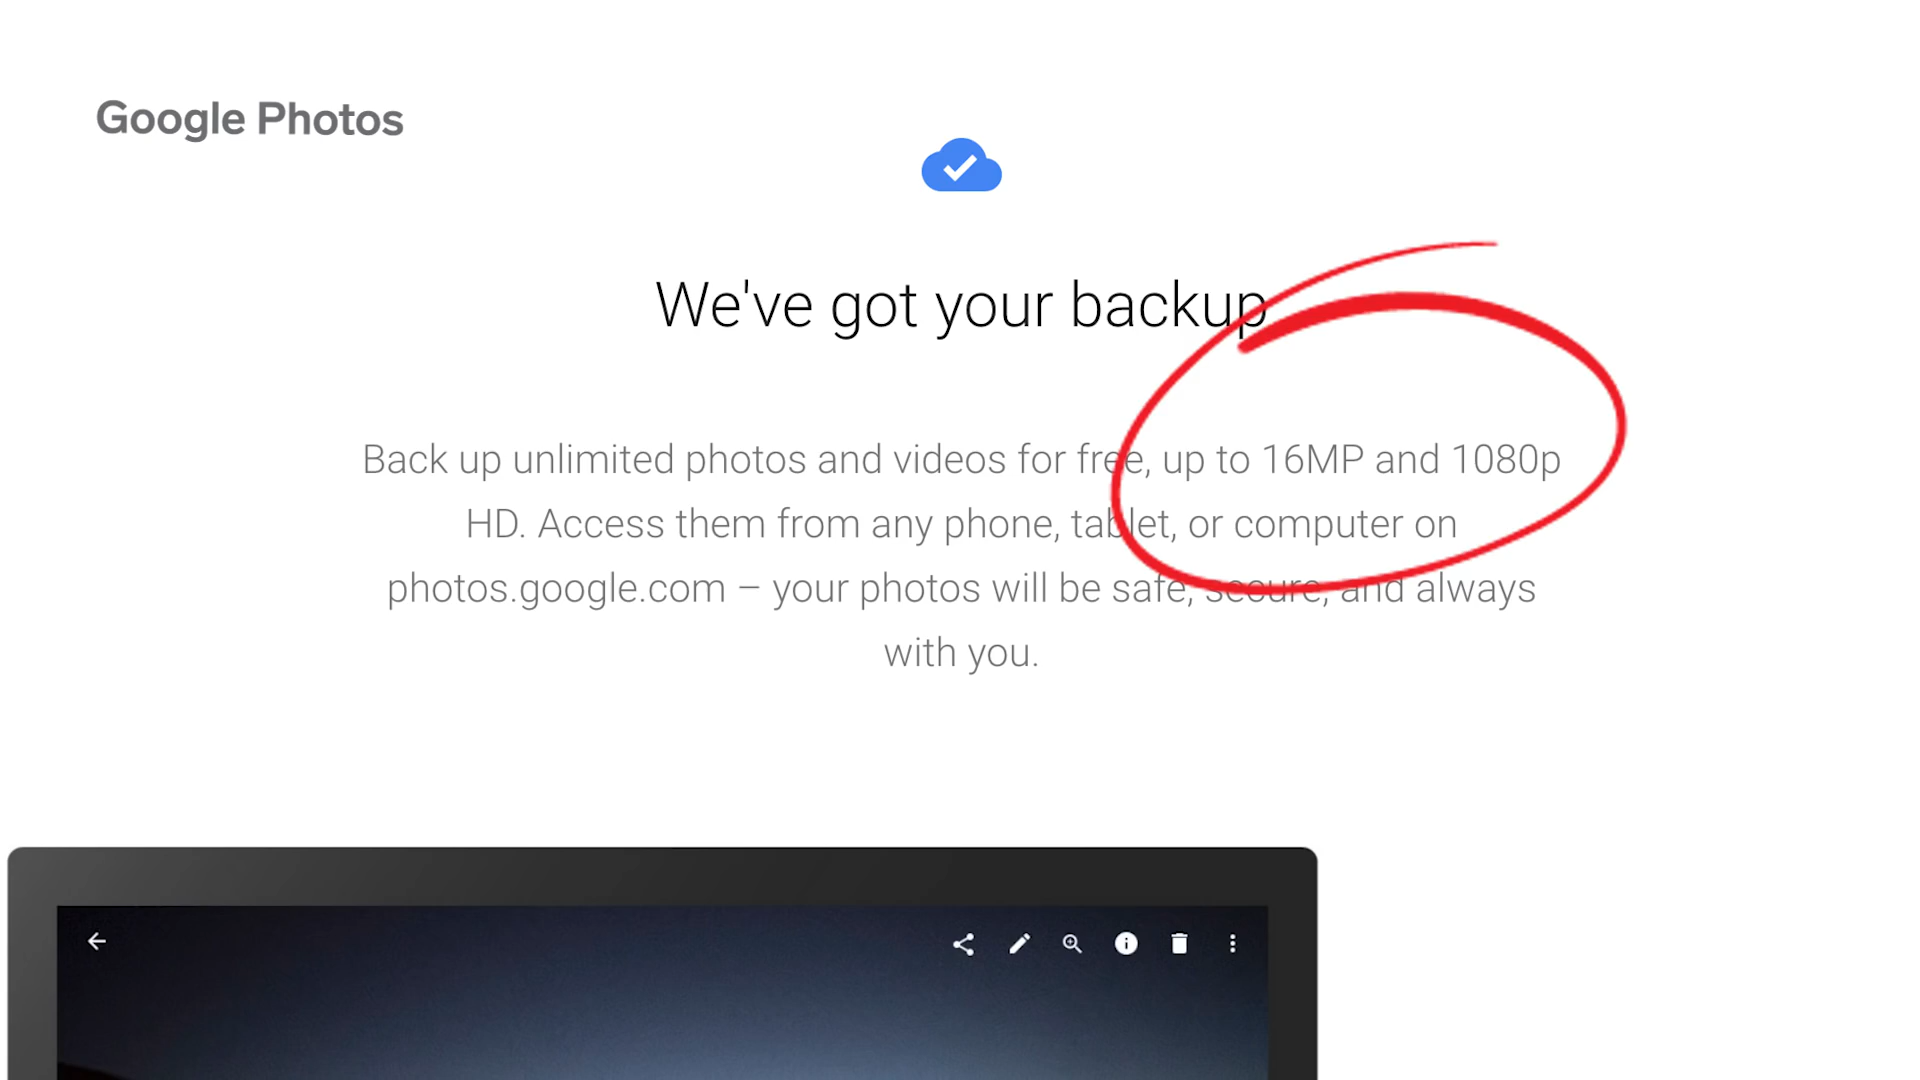 Google Photos
We've got your backup
Back up unlimited photos and videos for free, up to 16MP and 1080p
HD. Access them from any phone, tablet, or computer on
photos.google.com – your photos will be safe, secure, and always
with you.